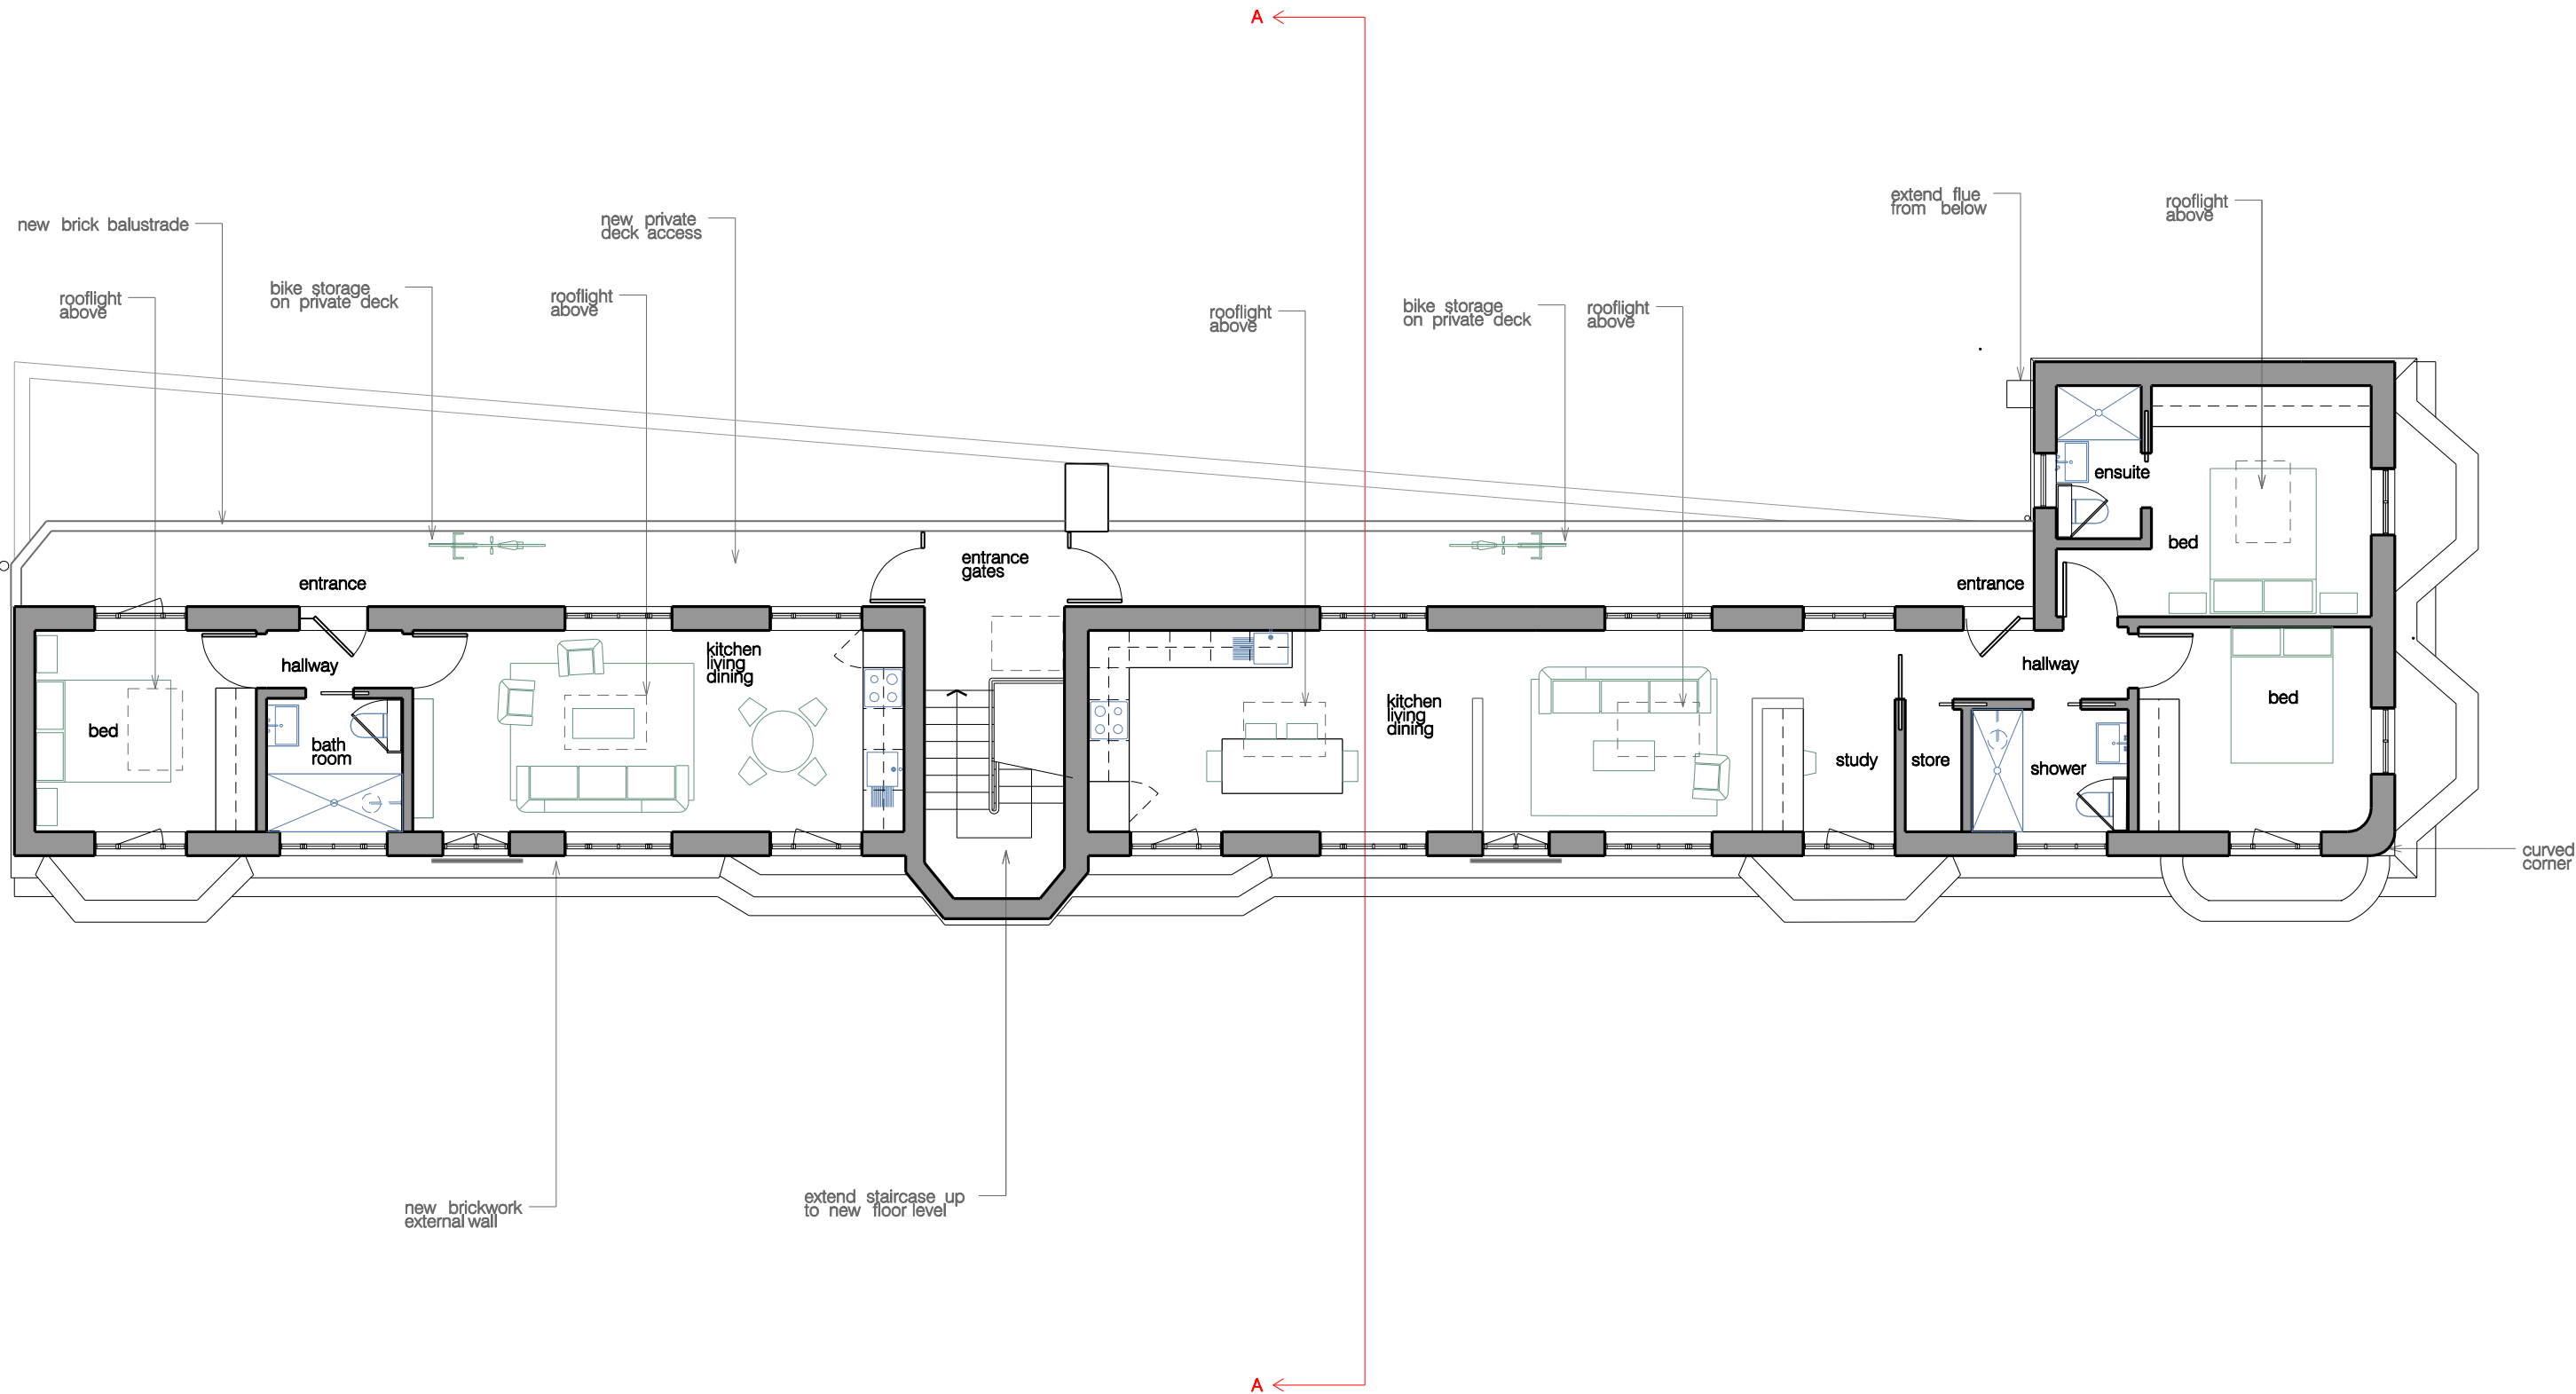 A
extend flue
from below
rooflight
above
new brick balustrade
new private
deck access
rooflight
above
bike storage
on private deck
rooflight
above
rooflight
above
bike storage
on private deck
rooflight
above
ensuite
bed
entrance
entrance
gates
entrance
hallway
kitchen
living
dining
hallway
bed
bath
room
kitchen
living
dining
study
store
shower
bed
curved
corner
new brickwork
external wall
extend staircase up
to new floor level
A